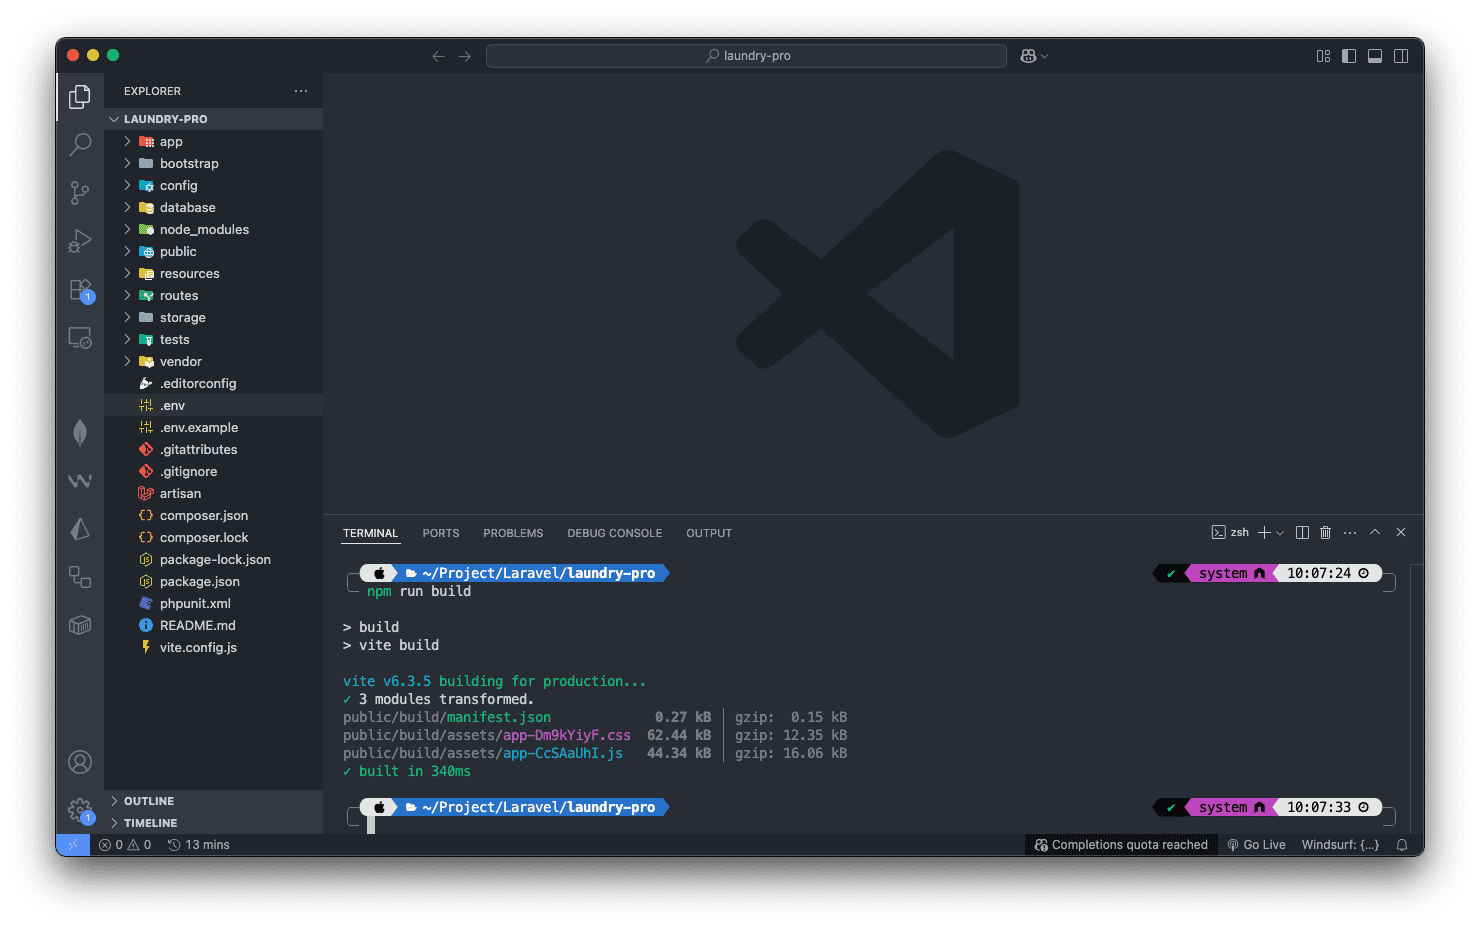 laundry-pro
EXPLORER
LAUNDRY-PRO
app
bootstrap
config
database
node_modules
public
resources
routes
storage
tests
vendor
.editorconfig
.env
.env.example
.gitattributes
.gitignore
artisan
composer.json
composer.lock
package-lock.json
package.json
phpunit.xml
README.md
vite.config.js
OUTLINE
TIMELINE
1
1
TERMINAL PORTS PROBLEMS DEBUG CONSOLE OUTPUT zsh
~/Project/Laravel/laundry-pro ✔ system 10:07:24
npm run build
> build
> vite build
vite v6.3.5 building for production...
✓ 3 modules transformed.
public/build/manifest.json 0.27 kB │ gzip: 0.15 kB
public/build/assets/app-Dm9kYiyF.css 62.44 kB │ gzip: 12.35 kB
public/build/assets/app-CcSAaUhI.js 44.34 kB │ gzip: 16.06 kB
✓ built in 340ms
~/Project/Laravel/laundry-pro ✔ system 10:07:33
0 0 13 mins Completions quota reached Go Live Windsurf: {...}